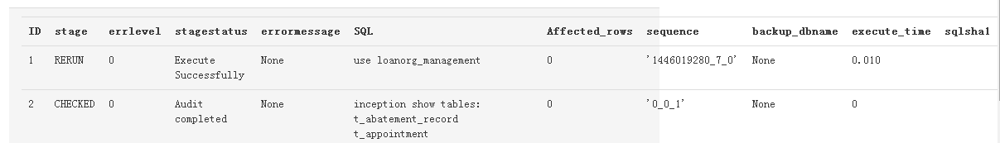 ID stage errlevel stagestatus errormessage SQL Affected_rows sequence backup_dbname execute_time sqlsha1
1 RERUN 0 Execute None use loanorg_management 0 '1446019280_7_0' None 0.010
Successfully
2 CHECKED 0 Audit None inception show tables: 0 '0_0_1' None 0
completed t_abatement_record
t_appointment